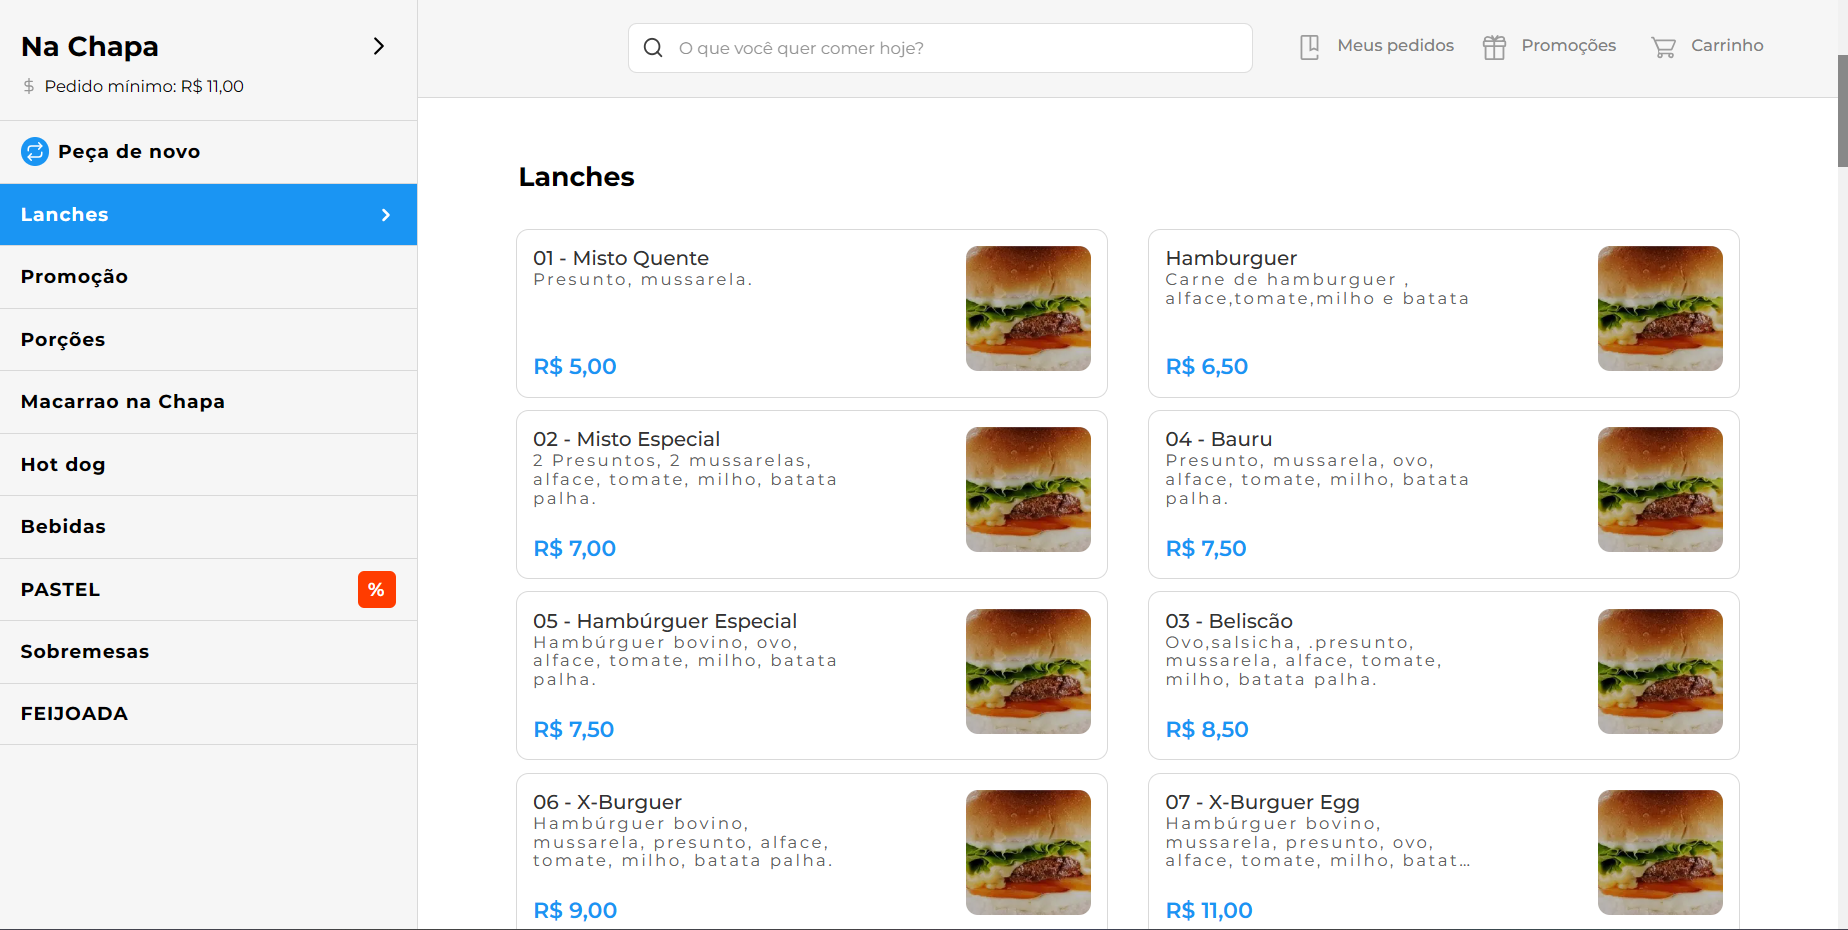 Na Chapa
Pedido mínimo: R$ 11,00
Peça de novo
Lanches
Promoção
Porções
Macarrao na Chapa
Hot dog
Bebidas
PASTEL
%
Sobremesas
FEIJOADA
O que você quer comer hoje?
Meus pedidos
Promoções
Carrinho
Lanches
01 - Misto Quente
Presunto, mussarela.
R$ 5,00
Hamburguer
Carne de hamburguer ,
alface,tomate,milho e batata
R$ 6,50
02 - Misto Especial
2 Presuntos, 2 mussarelas,
alface, tomate, milho, batata
palha.
R$ 7,00
04 - Bauru
Presunto, mussarela, ovo,
alface, tomate, milho, batata
palha.
R$ 7,50
05 - Hambúrguer Especial
Hambúrguer bovino, ovo,
alface, tomate, milho, batata
palha.
R$ 7,50
03 - Beliscão
Ovo,salsicha, .presunto,
mussarela, alface, tomate,
milho, batata palha.
R$ 8,50
06 - X-Burguer
Hambúrguer bovino,
mussarela, presunto, alface,
tomate, milho, batata palha.
R$ 9,00
07 - X-Burguer Egg
Hambúrguer bovino,
mussarela, presunto, ovo,
alface, tomate, milho, batat...
R$ 11,00